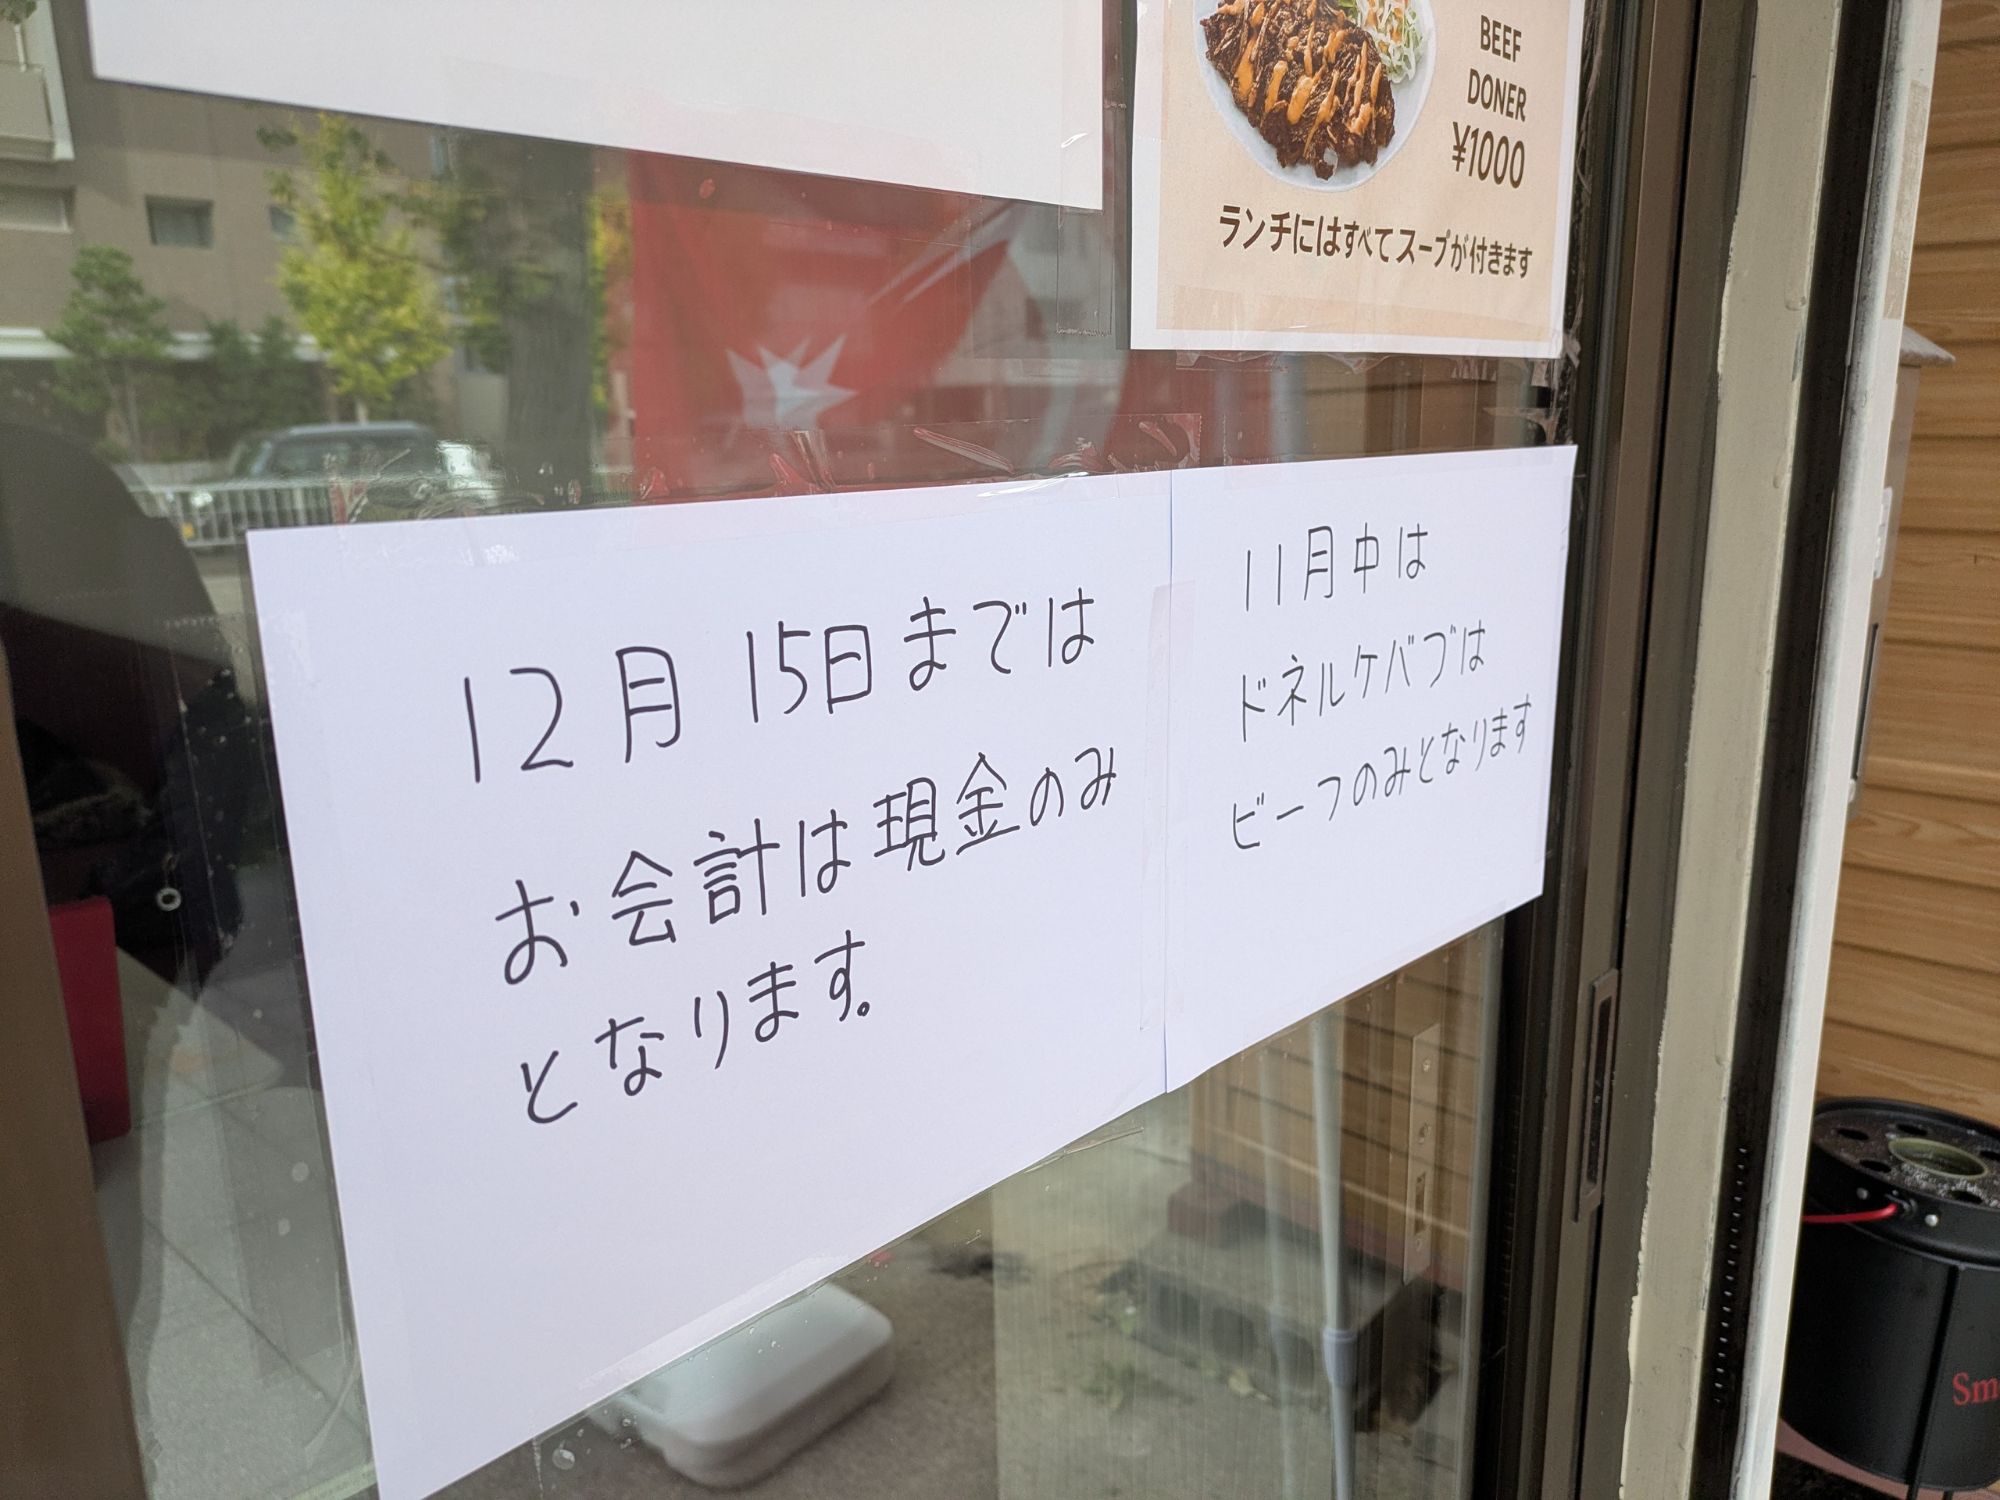 BEEF
DONER
¥1000
ランチにはすべてスープが付きます
12月15日までは
お会計は現金のみ
となります。
11月中は
ドネルケバブは
ビーフのみとなります